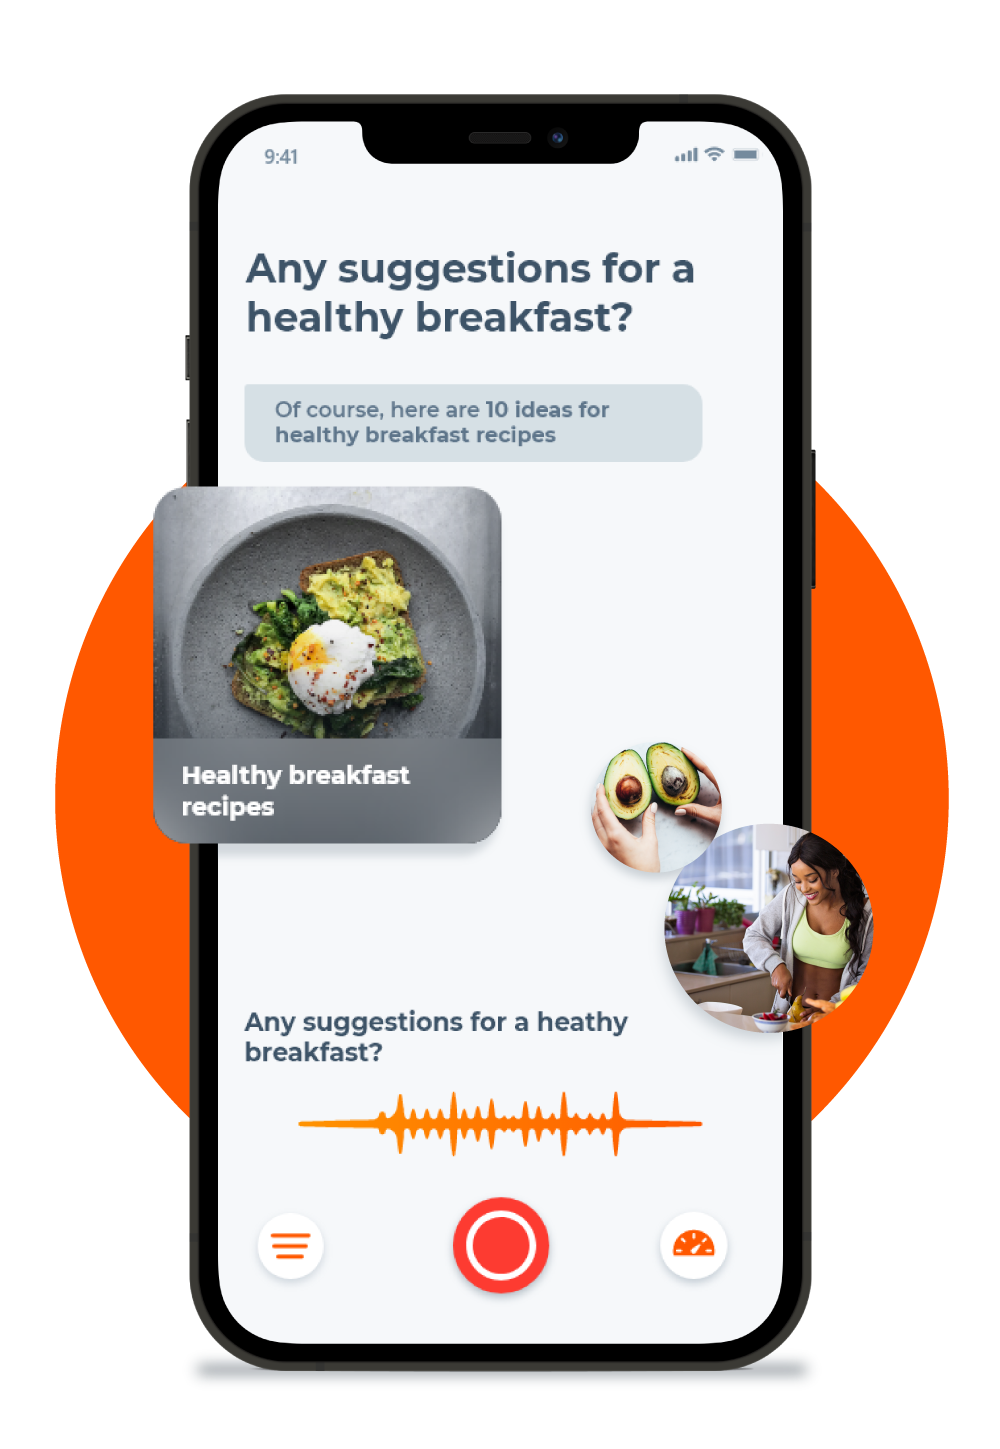 9:41
Any suggestions for a
healthy breakfast?
Of course, here are 10 ideas for
healthy breakfast recipes
Healthy breakfast
recipes
Any suggestions for a heathy
breakfast?